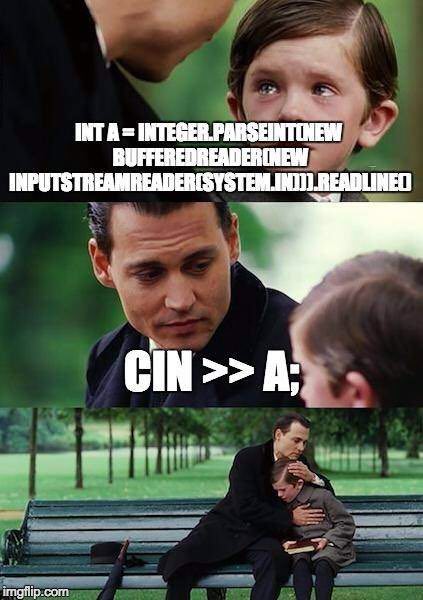 INT A = INTEGER.PARSEINT(NEW
BUFFEREDREADER(NEW
INPUTSTREAMREADER(SYSTEM.IN))).READLINE()
CIN >> A;
imgflip.com